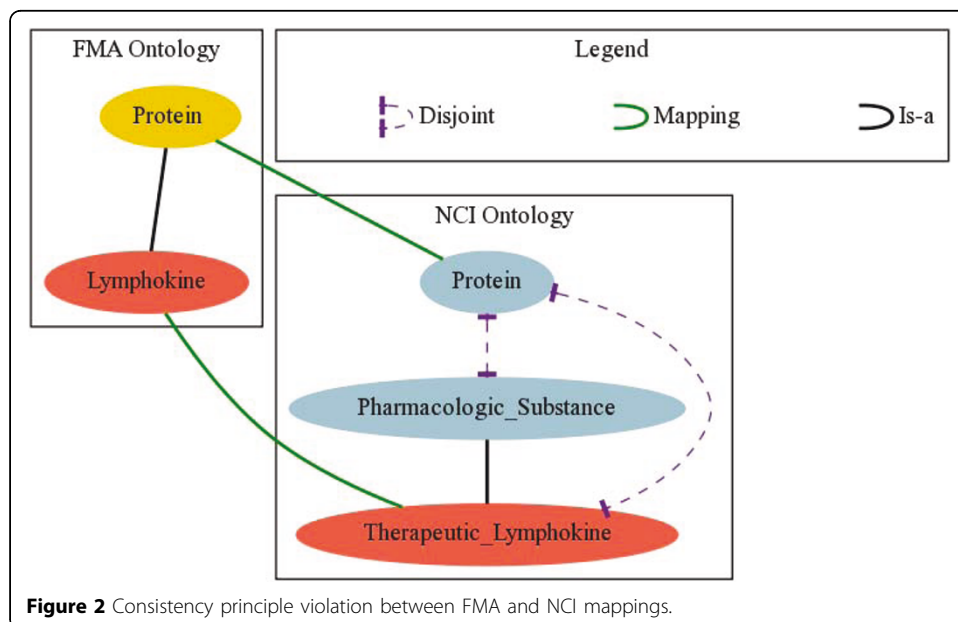 FMA Ontology
Protein
Lymphokine
Legend
Disjoint
Mapping
Is-a
NCI Ontology
Protein
Pharmacologic_Substance
Therapeutic_Lymphokine
Figure 2 Consistency principle violation between FMA and NCI mappings.